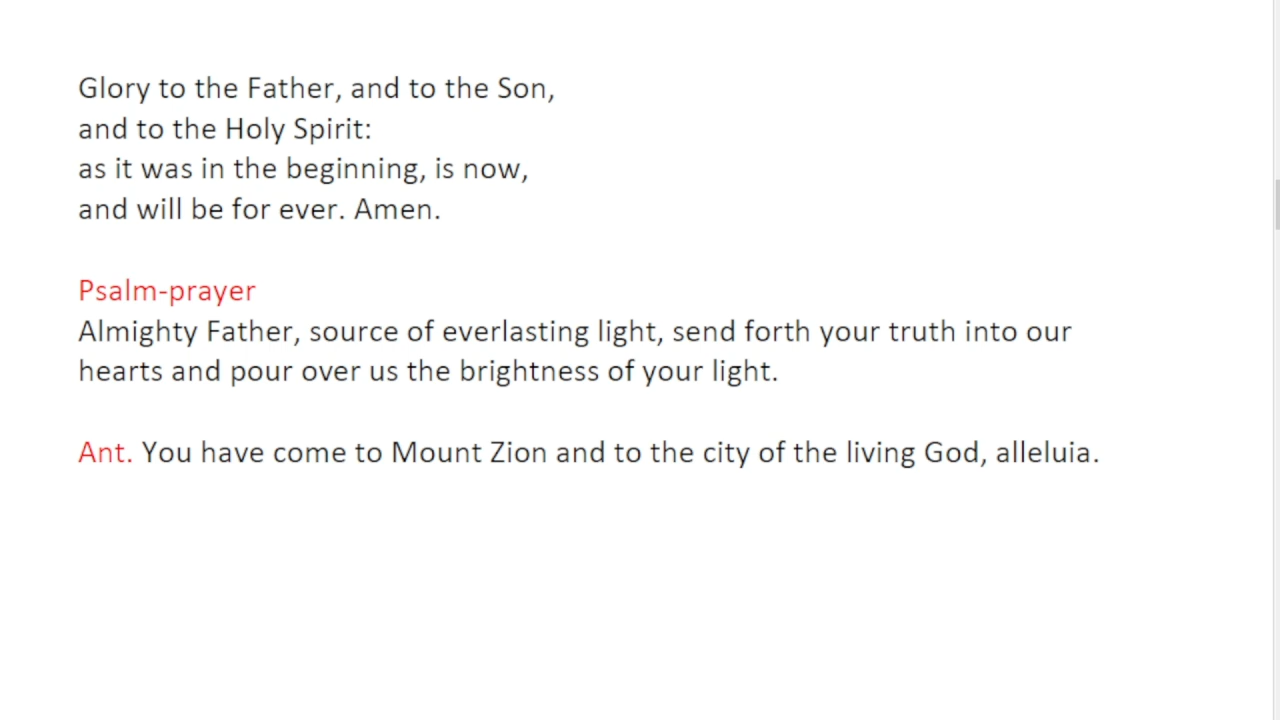 Glory to the Father, and to the Son,
and to the Holy Spirit:
as it was in the beginning, is now,
and will be for ever. Amen.
Psalm-prayer
Almighty Father, source of everlasting light, send forth your truth into our
hearts and pour over us the brightness of your light.
Ant. You have come to Mount Zion and to the city of the living God, alleluia.